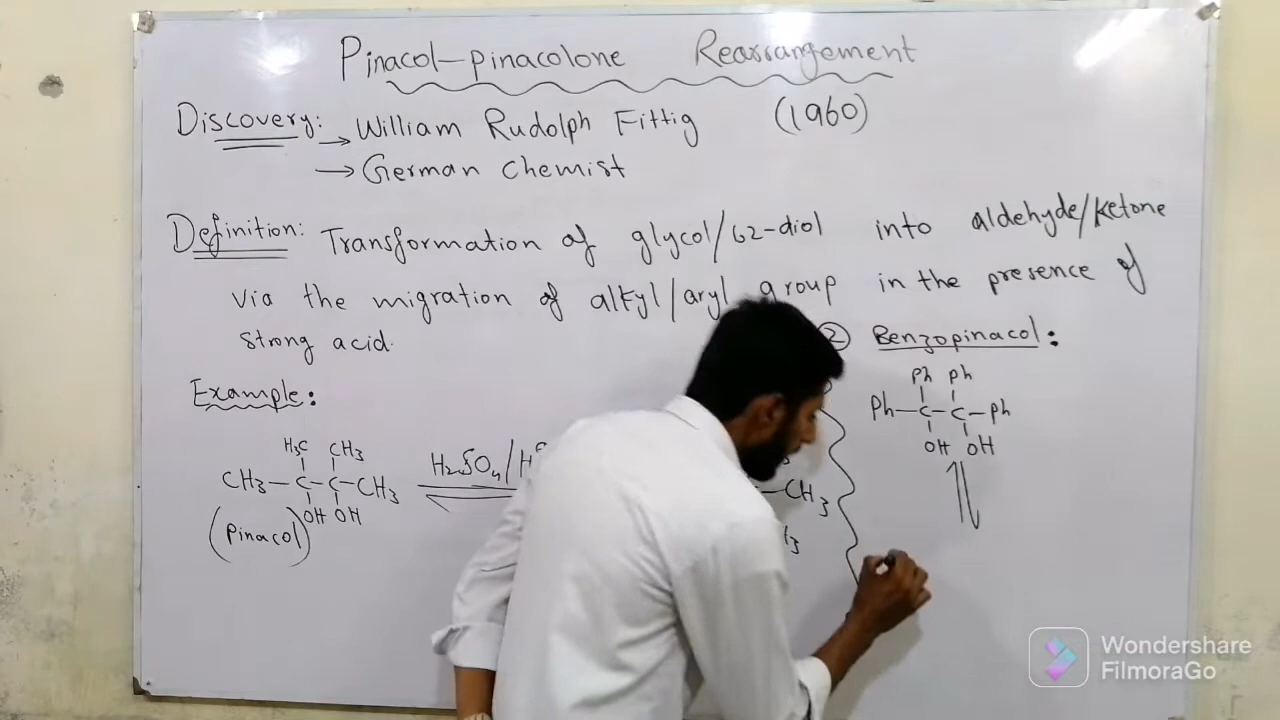 Pinacol-pinacolone Rearrangement
Discovery: → William Rudolph Fittig (1960)
→ German Chemist
Definition: Transformation of glycol/1,2-diol into aldehyde/ketone
via the migration of alkyl/aryl group in the presence of
strong acid.
Example:
H₃C CH₃
CH₃-C-C-CH₃
OH OH
(Pinacol)
H₂SO₄/H
-CH₃
② Benzopinacol:
Ph Ph
Ph-C-C-Ph
OH OH
Wondershare
FilmoraGo